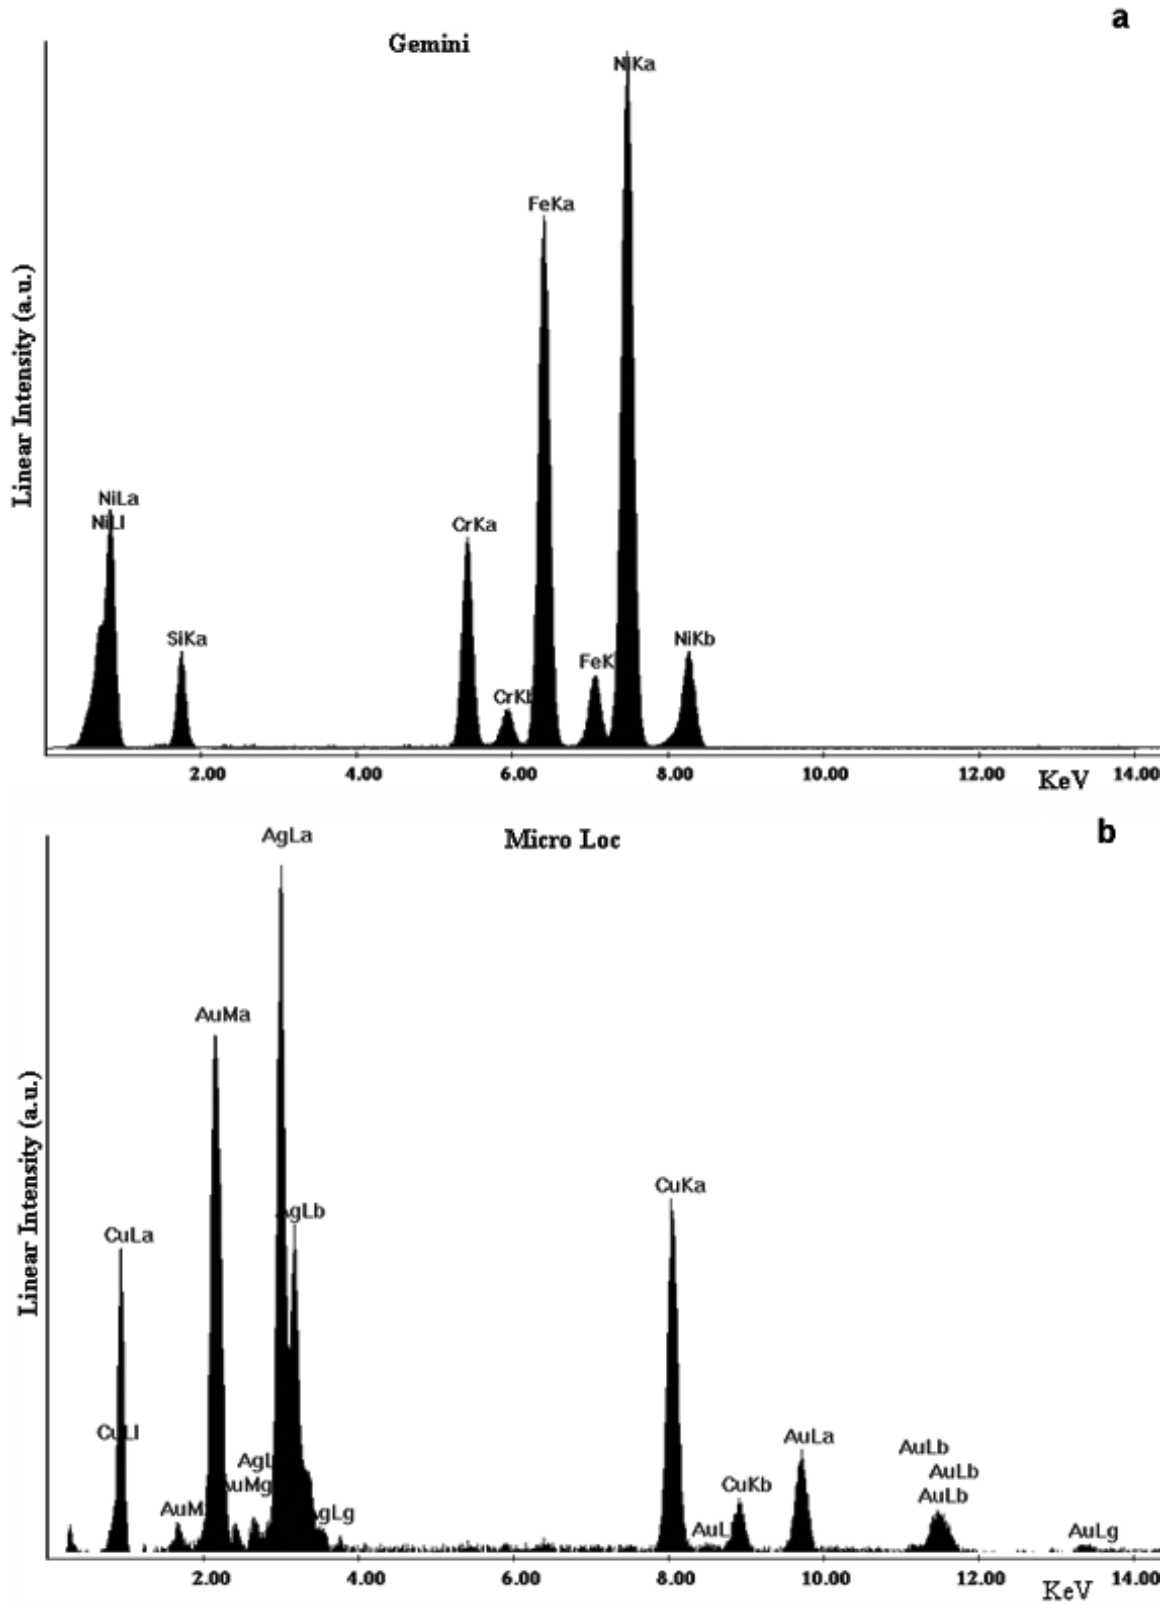 a
Gemini
NiKa
FeKa
NiLa
NiLl
CrKa
SiKa
NiKb
FeK
CrKb
Linear Intensity (a.u.)
2.00 4.00 6.00 8.00 10.00 12.00 14.00
KeV
b
Micro Loc
AgLa
AuMa
AgLb
CuKa
CuLa
CuLl
AuLa
AuLb
AuLb
AuLb
AgL
AuMg
CuKb
AuM
AgLg
AuL
AuLg
Linear Intensity (a.u.)
2.00 4.00 6.00 8.00 10.00 12.00 14.00
KeV